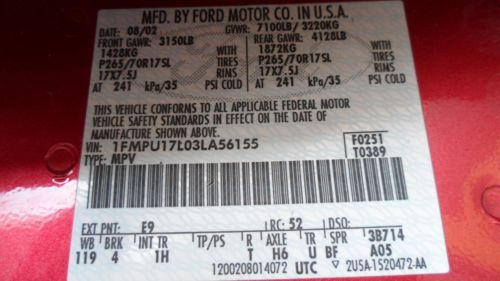 MFD. BY FORD MOTOR CO. IN U.S.A.
DATE: 08/02 GVWR: 7100LB/ 3220KG
FRONT GAWR: 3150LB REAR GAWR: 4128LB
1428KG WITH 1872KG WITH
P265/70R17SL TIRES P265/70R17SL TIRES
17X7.5J RIMS 17X7.5J RIMS
AT 241 kPa/35 PSI COLD AT 241 kPa/35 PSI COLD
THIS VEHICLE CONFORMS TO ALL APPLICABLE FEDERAL MOTOR
VEHICLE SAFETY STANDARDS IN EFFECT ON THE DATE OF
MANUFACTURE SHOWN ABOVE.
VIN: 1FMPU17L03LA56155 F0251
TYPE: MPV T0389
EXT PNT: E9 RC: 52 DSO:
WB BRK INT TR TP/PS R AXLE TR SPR 3B714
119 4 1H T H6 U BF A05
1200208014072 UTC 2U5A-1520472-AA